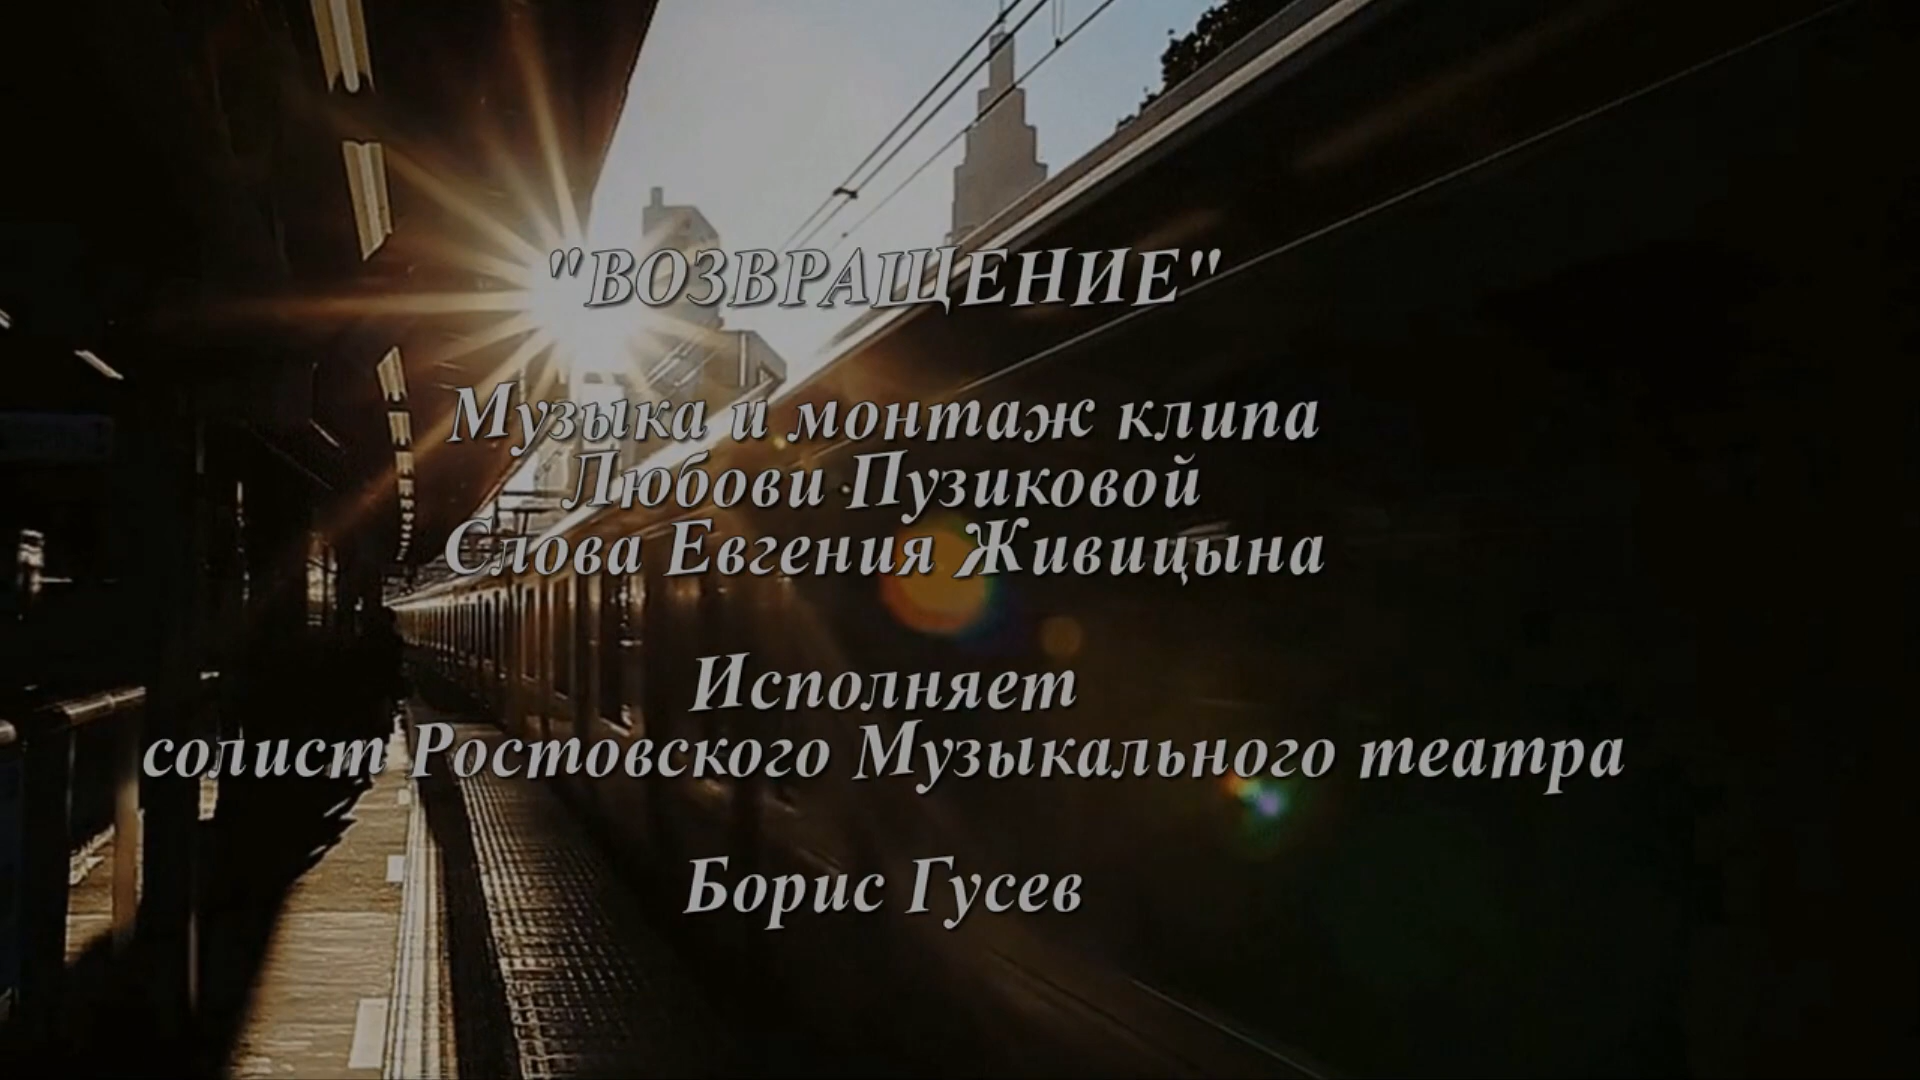 "ВОЗВРАЩЕНИЕ"
Музыка и монтаж клипа
Любови Пузиковой
Слова Евгения Живицына
Исполняет
солист Ростовского Музыкального театра
Борис Гусев